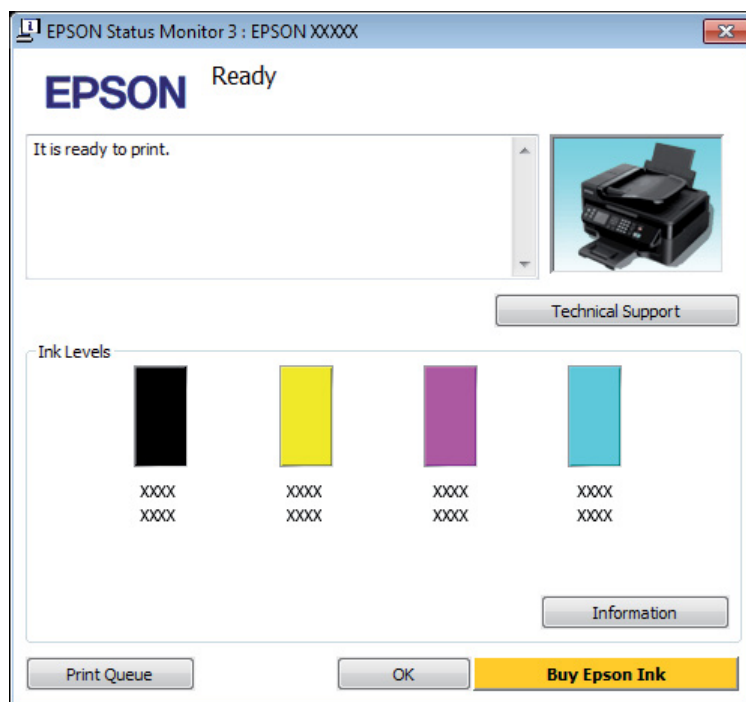 EPSON Status Monitor 3 : EPSON XXXXX
EPSON
Ready
It is ready to print.
Technical Support
Ink Levels
XXXX XXXX XXXX XXXX
XXXX XXXX XXXX XXXX
Information
Print Queue OK Buy Epson Ink